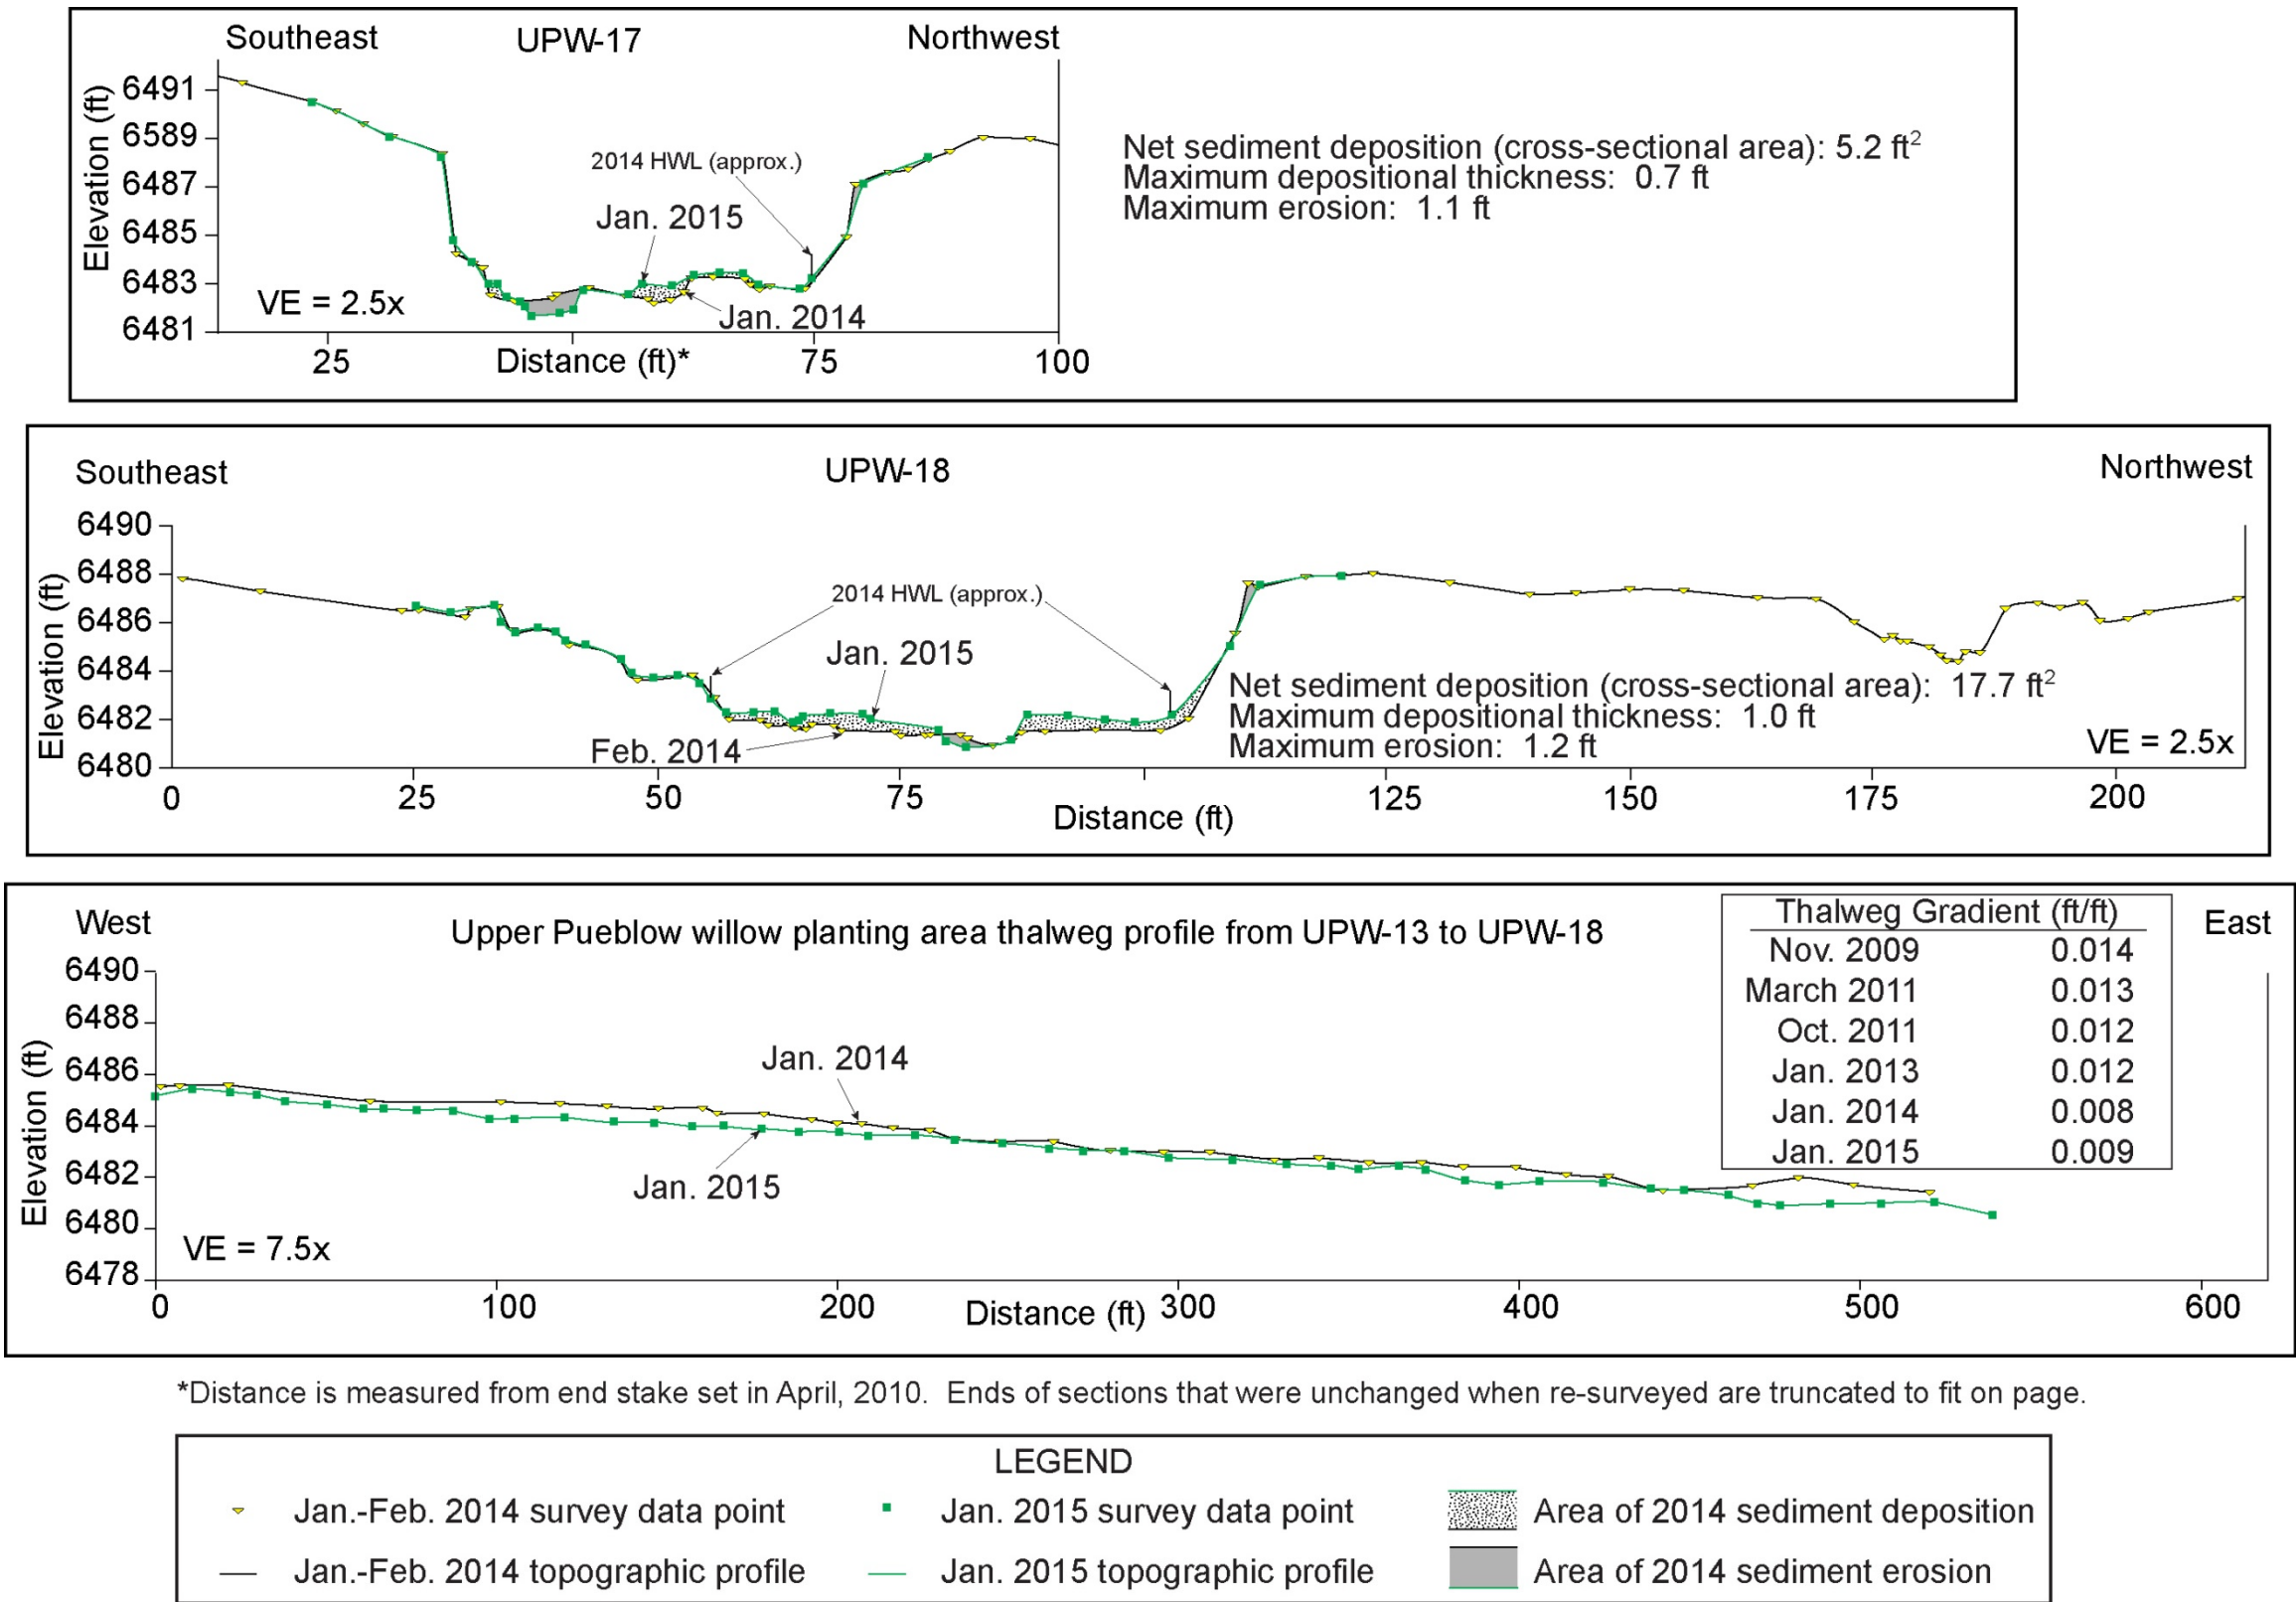 Southeast UPW-17 Northwest
Elevation (ft)
6491
6589
6487
6485
6483
6481
2014 HWL (approx.)
Jan. 2015
Jan. 2014
VE = 2.5x
25 Distance (ft)* 75 100
Net sediment deposition (cross-sectional area): 5.2 ft²
Maximum depositional thickness: 0.7 ft
Maximum erosion: 1.1 ft
Southeast UPW-18 Northwest
Elevation (ft)
6490
6488
6486
6484
6482
6480
2014 HWL (approx.)
Jan. 2015
Feb. 2014
Net sediment deposition (cross-sectional area): 17.7 ft²
Maximum depositional thickness: 1.0 ft
Maximum erosion: 1.2 ft
VE = 2.5x
0 25 50 75 125 150 175 200
Distance (ft)
West Upper Pueblow willow planting area thalweg profile from UPW-13 to UPW-18 East
Thalweg Gradient (ft/ft)
Nov. 2009 0.014
March 2011 0.013
Oct. 2011 0.012
Jan. 2013 0.012
Jan. 2014 0.008
Jan. 2015 0.009
Elevation (ft)
6490
6488
6486
6484
6482
6480
6478
Jan. 2014
Jan. 2015
VE = 7.5x
0 100 200 Distance (ft) 300 400 500 600
*Distance is measured from end stake set in April, 2010. Ends of sections that were unchanged when re-surveyed are truncated to fit on page.
LEGEND
Jan.-Feb. 2014 survey data point Jan. 2015 survey data point Area of 2014 sediment deposition
Jan.-Feb. 2014 topographic profile Jan. 2015 topographic profile Area of 2014 sediment erosion